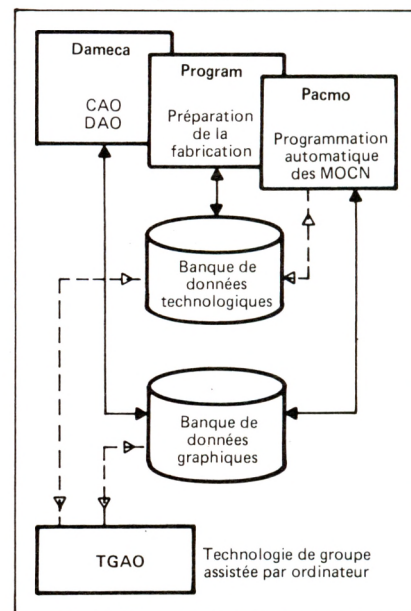 Dameca
CAO
DAO
Program
Préparation
de la
fabrication
Pacmo
Programmation
automatique
des MOCN
Banque de
données
technologiques
Banque de
données
graphiques
TGAO
Technologie de groupe
assistée par ordinateur